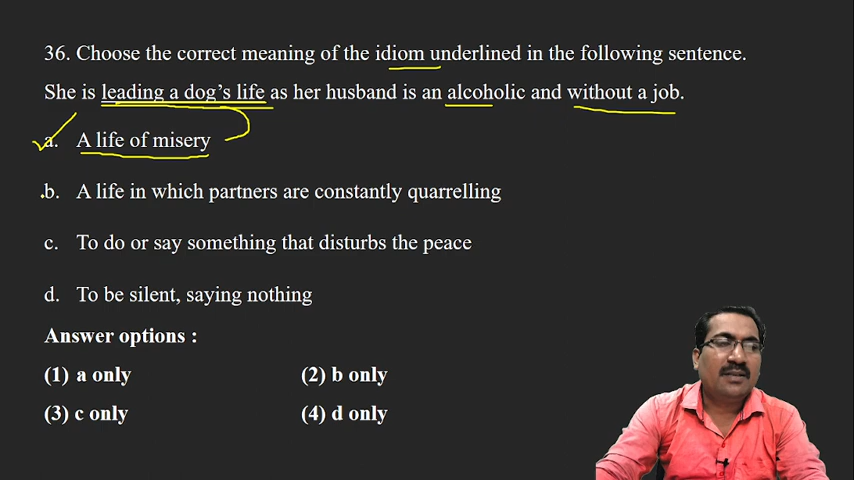 36. Choose the correct meaning of the idiom underlined in the following sentence.
She is leading a dog's life as her husband is an alcoholic and without a job.
a. A life of misery
b. A life in which partners are constantly quarrelling
c. To do or say something that disturbs the peace
d. To be silent, saying nothing
Answer options :
(1) a only (2) b only
(3) c only (4) d only